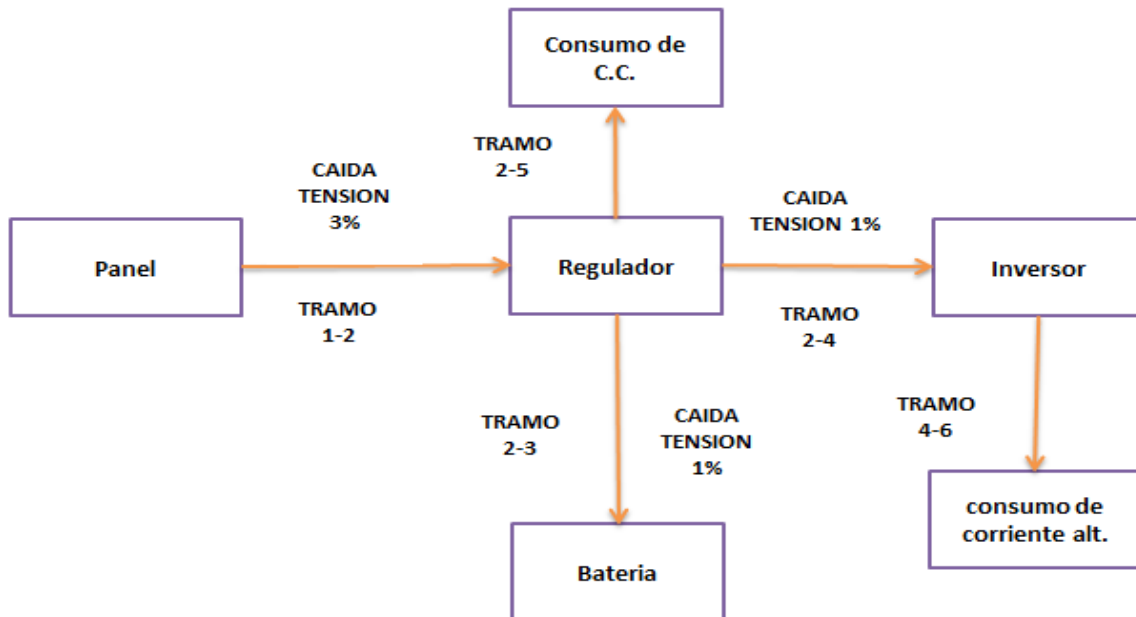 Consumo de
C.C.
TRAMO
2-5
CAIDA
TENSION
3%
CAIDA
TENSION 1%
Panel
Regulador
Inversor
TRAMO
1-2
TRAMO
2-4
TRAMO
2-3
CAIDA
TENSION
1%
TRAMO
4-6
consumo de
corriente alt.
Bateria